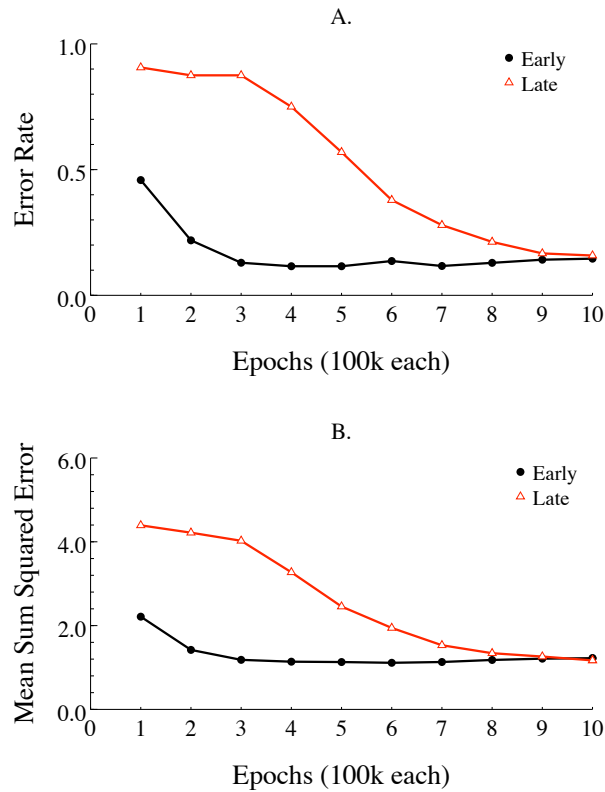 A.
1.0
0.5
0.0
Error Rate
Early
Late
0 1 2 3 4 5 6 7 8 9 10
Epochs (100k each)
B.
6.0
4.0
2.0
0.0
Mean Sum Squared Error
Early
Late
0 1 2 3 4 5 6 7 8 9 10
Epochs (100k each)